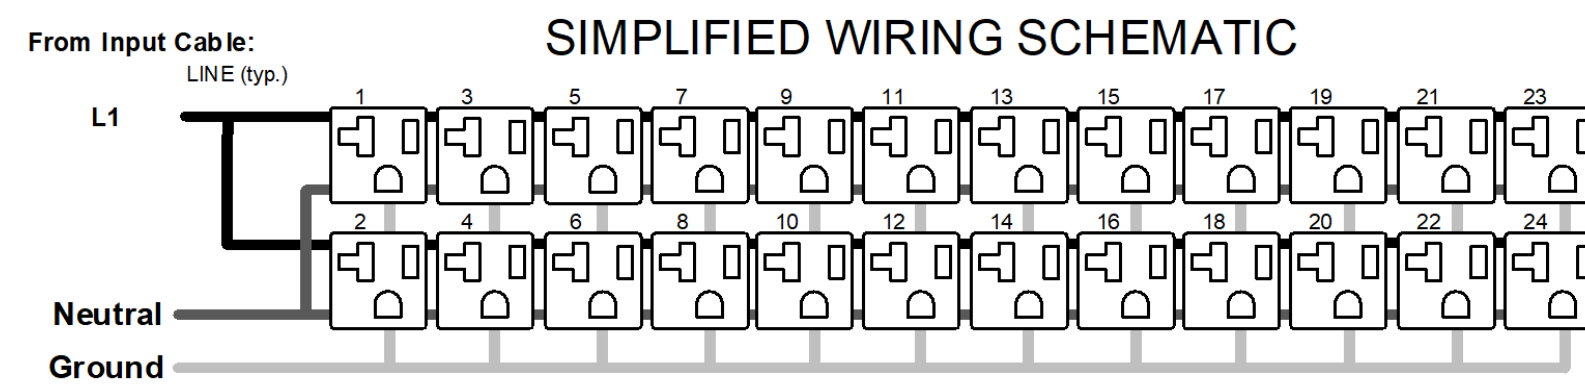 SIMPLIFIED WIRING SCHEMATIC
From Input Cable:
LINE (typ.)
L1
1 3 5 7 9 11 13 15 17 19 21 23
2 4 6 8 10 12 14 16 18 20 22 24
Neutral
Ground